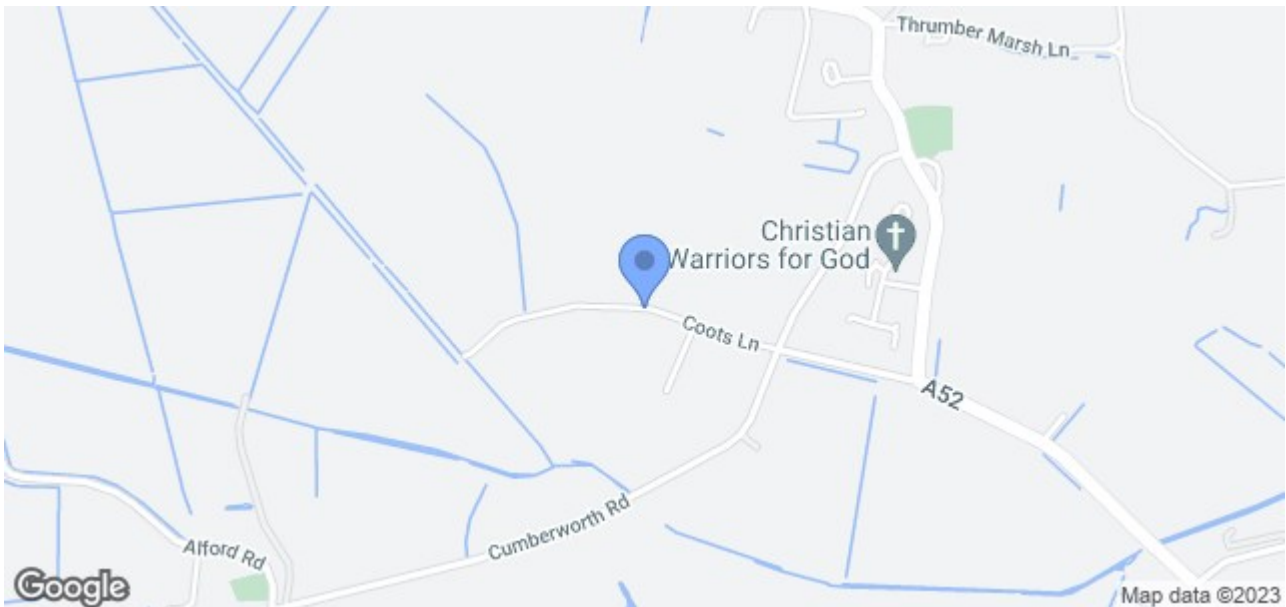 Thrumber Marsh Ln
Christian
Warriors for God
Coots Ln
A52
Cumberworth Rd
Alford Rd
Google
Map data ©2023